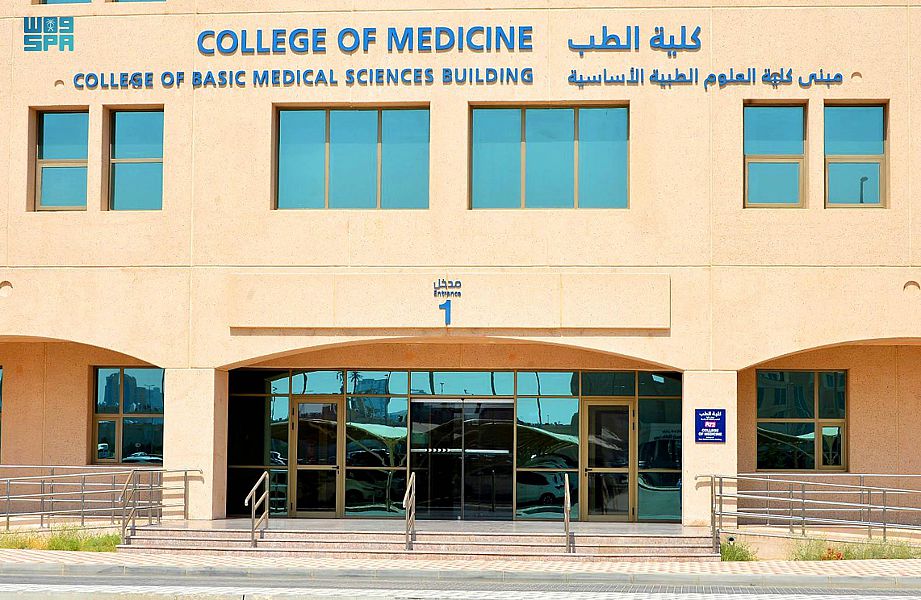 واس
SPA
COLLEGE OF MEDICINE كلية الطب
COLLEGE OF BASIC MEDICAL SCIENCES BUILDING مبنى كلية العلوم الطبية الأساسية
مدخل
Entrance
1
كلية الطب
COLLEGE
OF MEDICINE